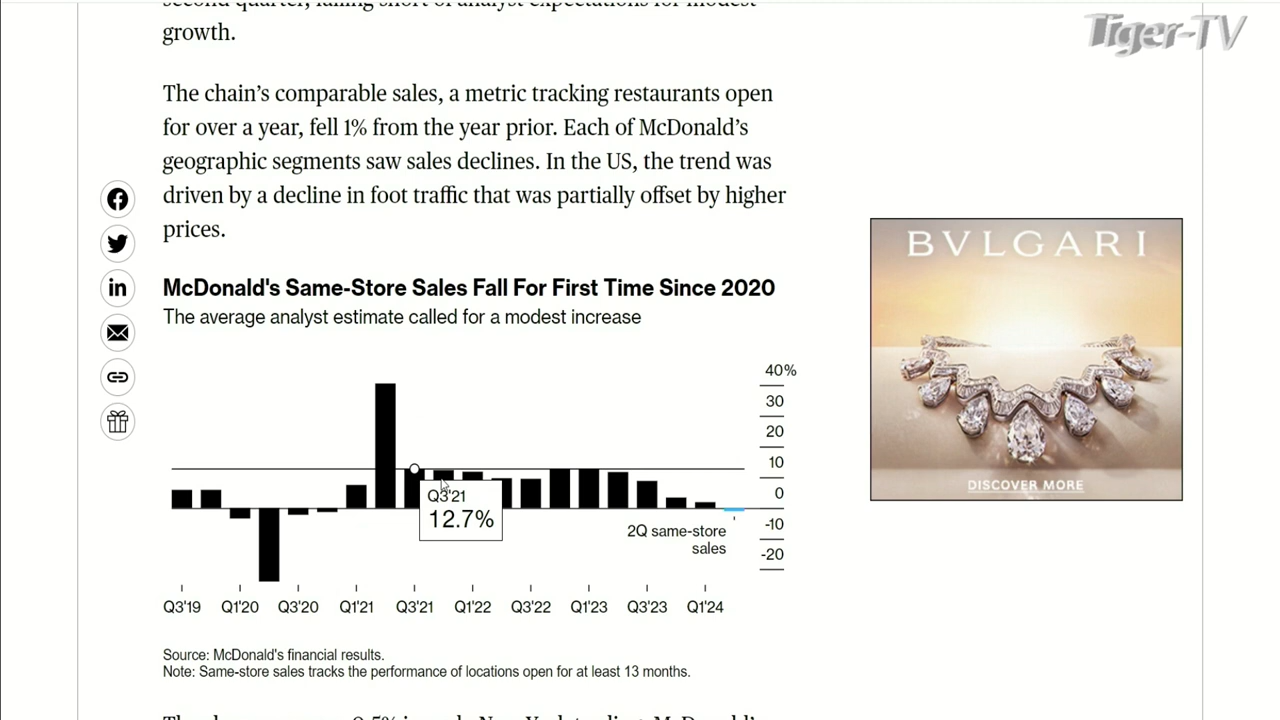 Tiger-TV
growth.
The chain's comparable sales, a metric tracking restaurants open
for over a year, fell 1% from the year prior. Each of McDonald's
geographic segments saw sales declines. In the US, the trend was
driven by a decline in foot traffic that was partially offset by higher
prices.
McDonald's Same-Store Sales Fall For First Time Since 2020
The average analyst estimate called for a modest increase
40%
30
20
10
0
-10
-20
Q3'21
12.7%
2Q same-store
sales
Q3'19 Q1'20 Q3'20 Q1'21 Q3'21 Q1'22 Q3'22 Q1'23 Q3'23 Q1'24
Source: McDonald's financial results.
Note: Same-store sales tracks the performance of locations open for at least 13 months.
in
BVLGARI
DISCOVER MORE